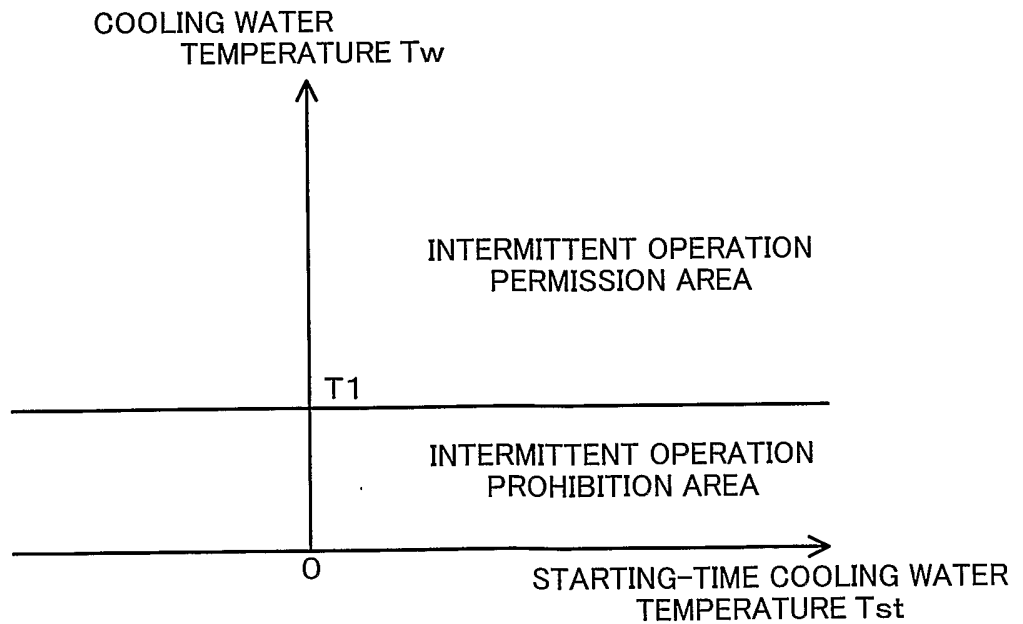 COOLING WATER
TEMPERATURE Tw
INTERMITTENT OPERATION
PERMISSION AREA
T1
INTERMITTENT OPERATION
PROHIBITION AREA
0
STARTING-TIME COOLING WATER
TEMPERATURE Tst